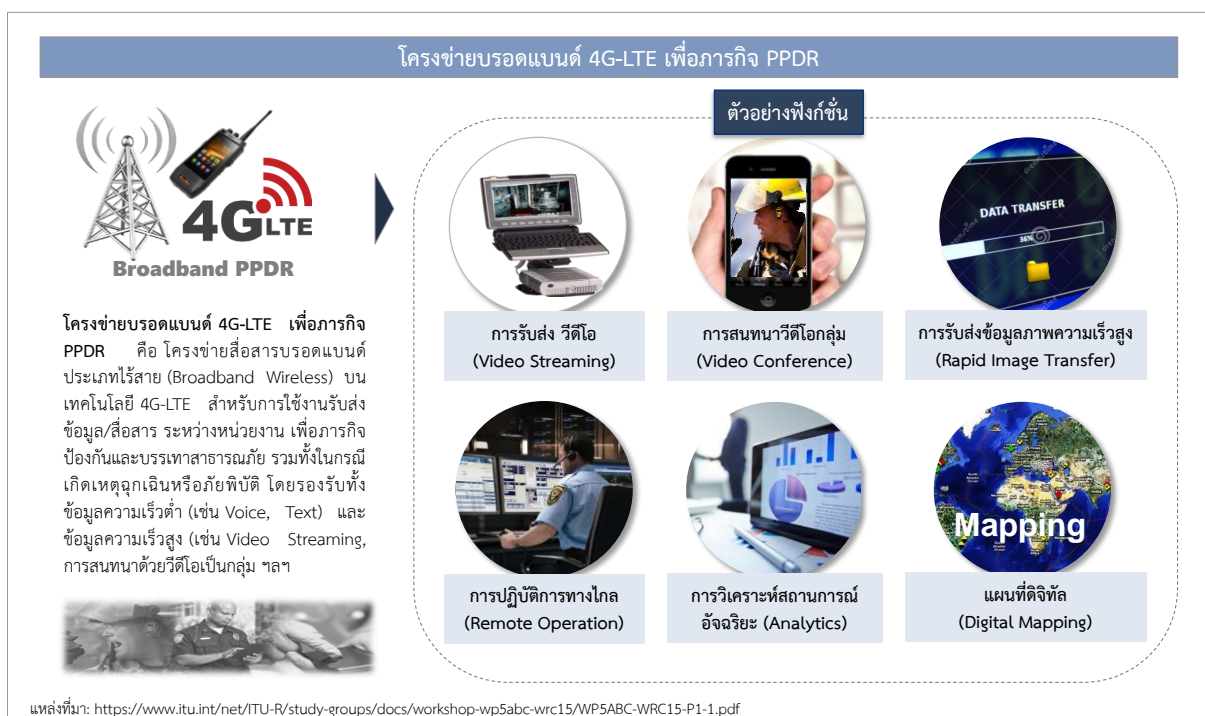 โครงข่ายบรอดแบนด์ 4G-LTE เพื่อภารกิจ PPDR
4G LTE
Broadband PPDR
โครงข่ายบรอดแบนด์ 4G-LTE เพื่อภารกิจ
PPDR คือ โครงข่ายสื่อสารบรอดแบนด์
ประเภทไร้สาย (Broadband Wireless) บน
เทคโนโลยี 4G-LTE สำหรับการใช้งานรับส่ง
ข้อมูล/สื่อสาร ระหว่างหน่วยงาน เพื่อภารกิจ
ป้องกันและบรรเทาสาธารณภัย รวมทั้งในกรณี
เกิดเหตุฉุกเฉินหรือภัยพิบัติ โดยรองรับทั้ง
ข้อมูลความเร็วต่ำ (เช่น Voice, Text) และ
ข้อมูลความเร็วสูง (เช่น Video Streaming,
การสนทนาด้วยวีดีโอเป็นกลุ่ม ฯลฯ
ตัวอย่างฟังก์ชั่น
DATA TRANSFER
36%
การรับส่ง วีดีโอ
(Video Streaming)
การสนทนาวีดีโอกลุ่ม
(Video Conference)
การรับส่งข้อมูลภาพความเร็วสูง
(Rapid Image Transfer)
Mapping
การปฏิบัติการทางไกล
(Remote Operation)
การวิเคราะห์สถานการณ์
อัจฉริยะ (Analytics)
แผนที่ดิจิทัล
(Digital Mapping)
แหล่งที่มา: https://www.itu.int/net/ITU-R/study-groups/docs/workshop-wp5abc-wrc15/WP5ABC-WRC15-P1-1.pdf